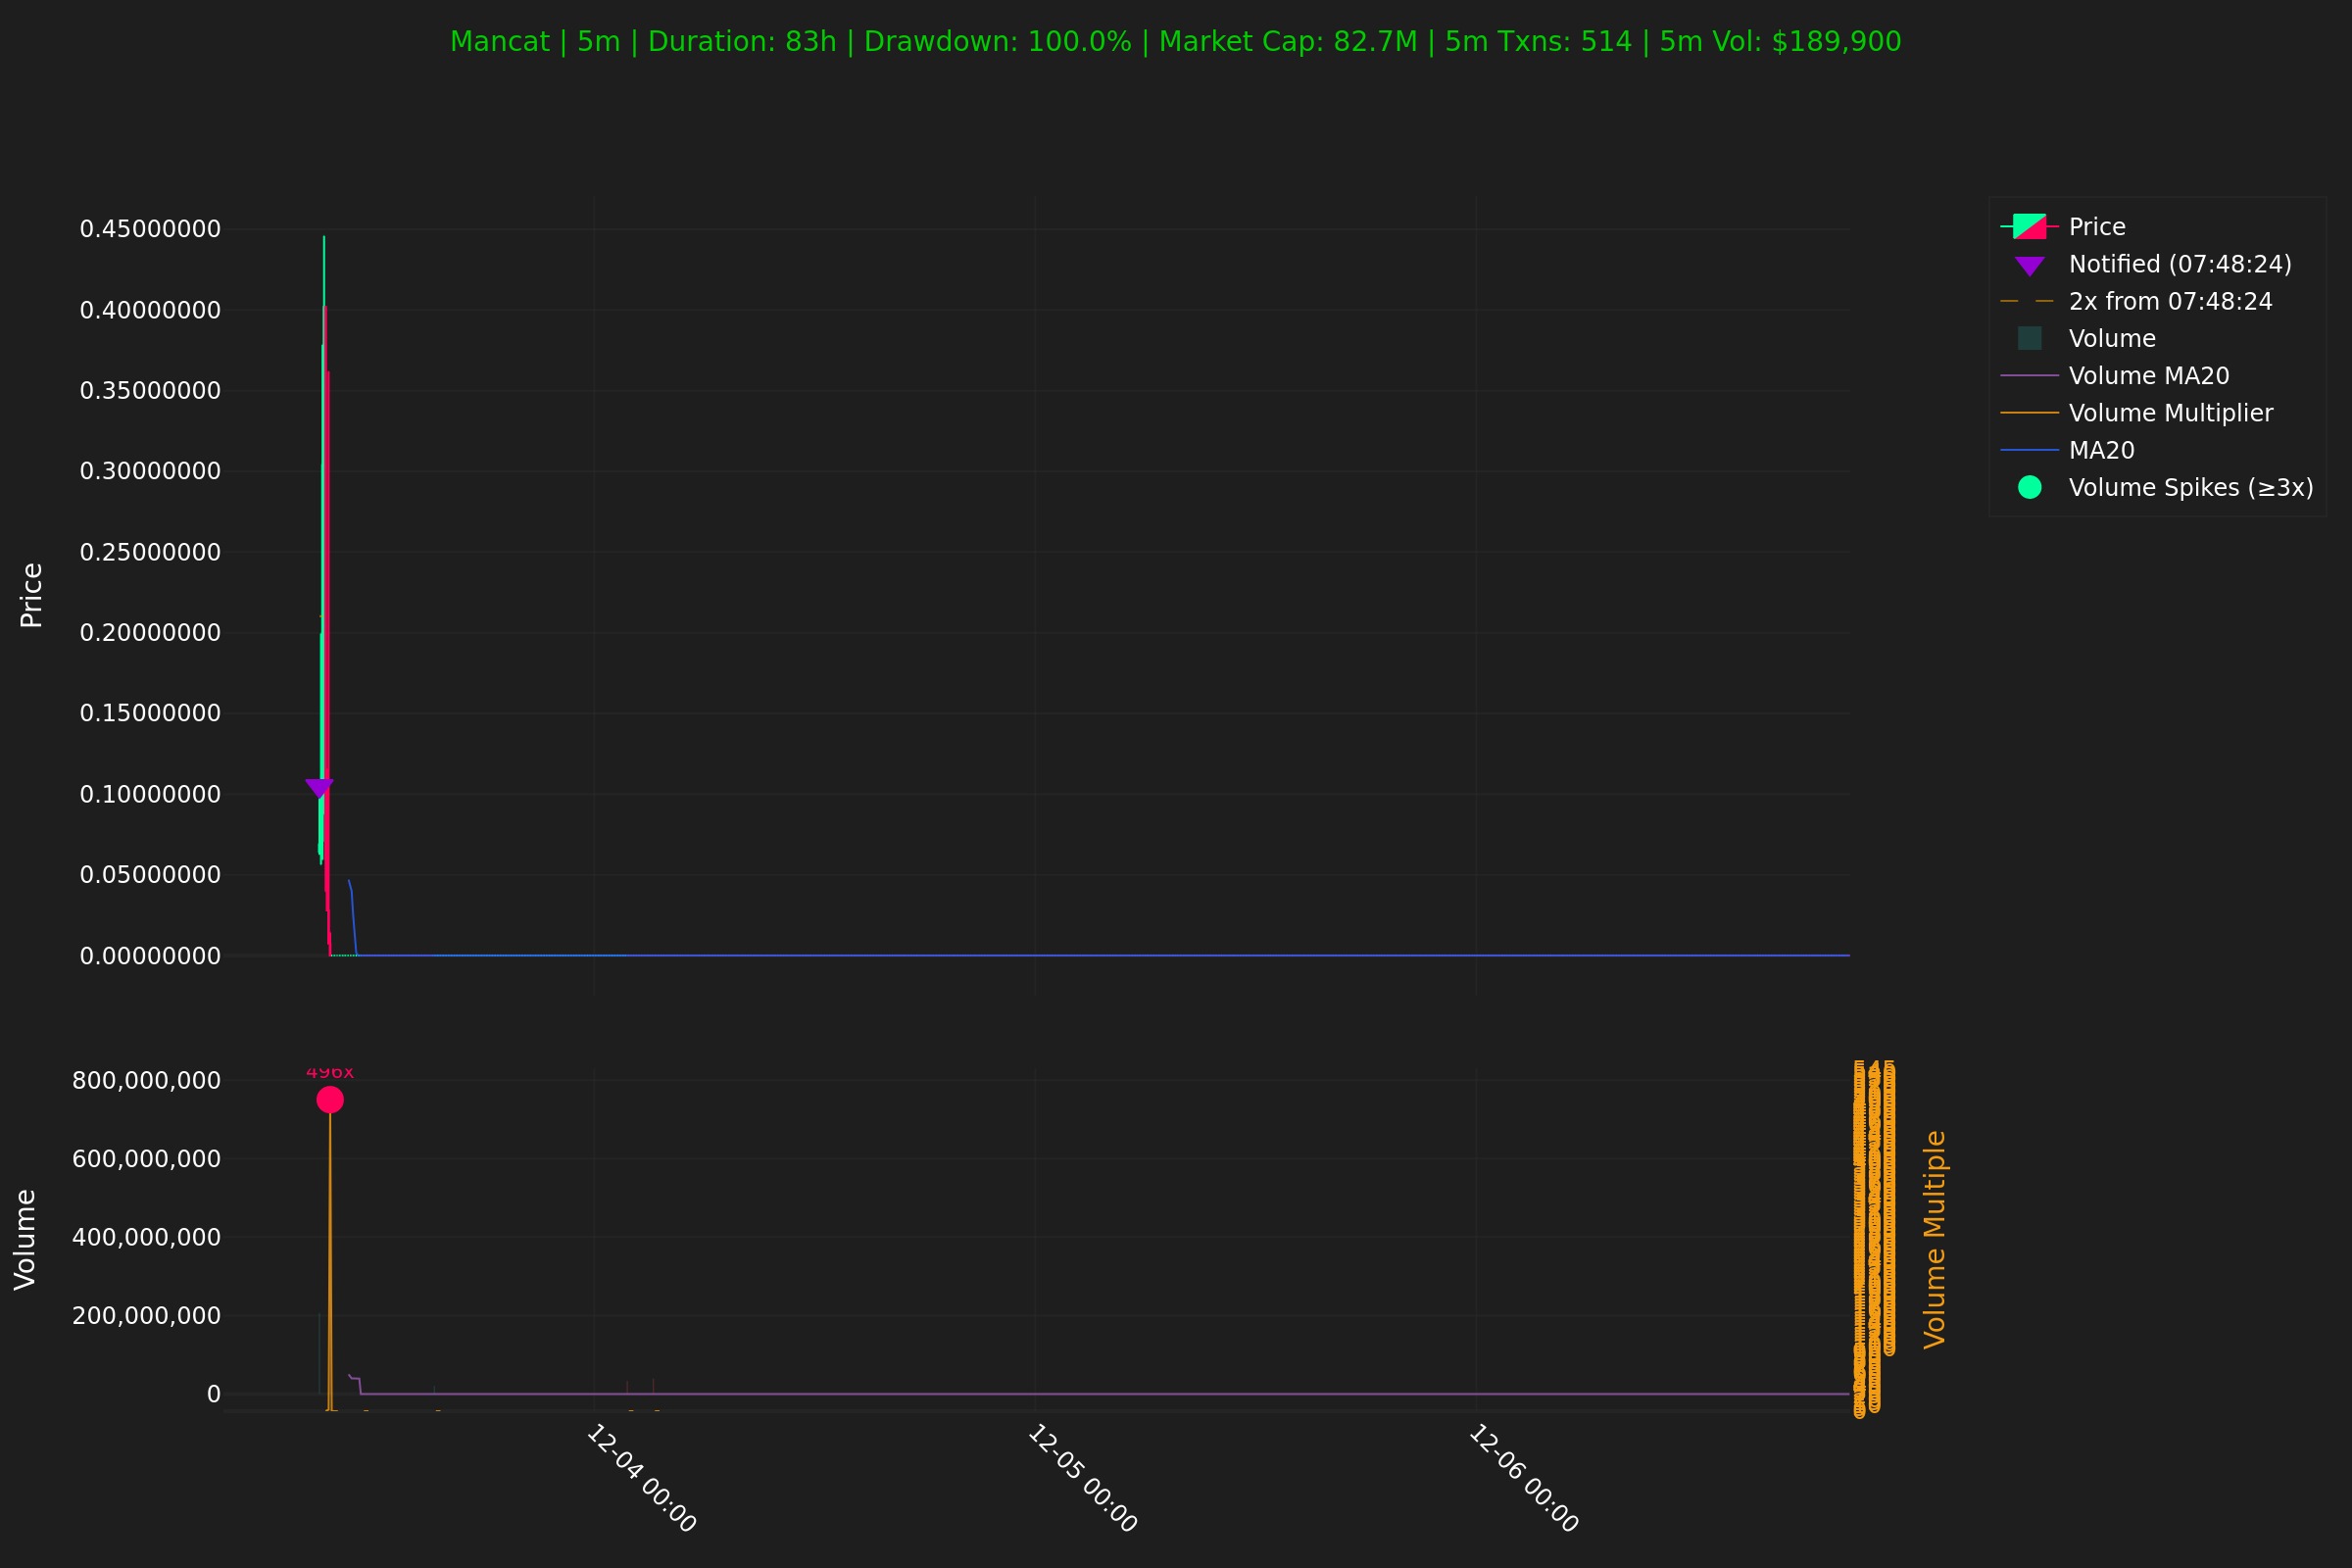 Mancat | 5m | Duration: 83h | Drawdown: 100.0% | Market Cap: 82.7M | 5m Txns: 514 | 5m Vol: $189,900
Price
0.45000000
0.40000000
0.35000000
0.30000000
0.25000000
0.20000000
0.15000000
0.10000000
0.05000000
0.00000000
Price
Notified (07:48:24)
2x from 07:48:24
Volume
Volume MA20
Volume Multiplier
MA20
Volume Spikes (≥3x)
Volume
800,000,000
600,000,000
400,000,000
200,000,000
0
496x
Volume Multiple
12-04 00:00
12-05 00:00
12-06 00:00